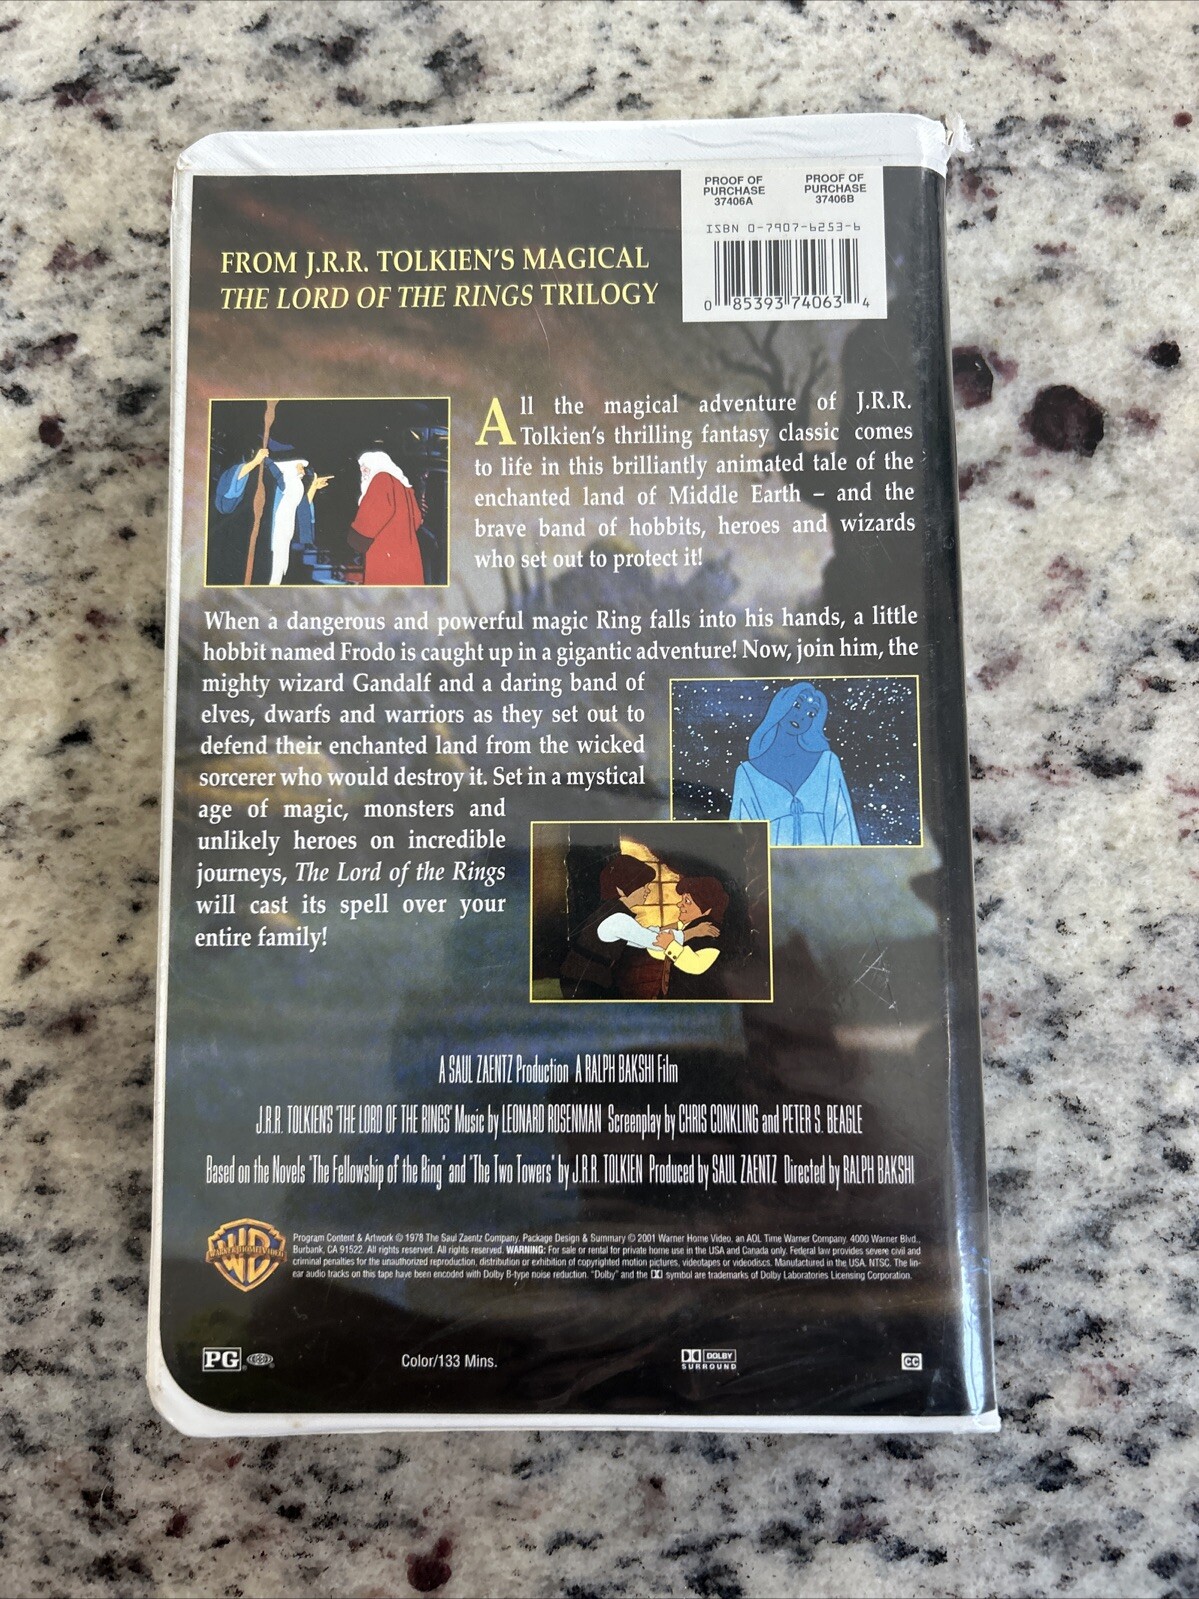 PROOF OF PURCHASE 37406A
PROOF OF PURCHASE 37406B
ISBN 0-7907-6253-6
0 85393 74063 4
FROM J.R.R. TOLKIEN'S MAGICAL
THE LORD OF THE RINGS TRILOGY
All the magical adventure of J.R.R.
Tolkien's thrilling fantasy classic comes
to life in this brilliantly animated tale of the
enchanted land of Middle Earth – and the
brave band of hobbits, heroes and wizards
who set out to protect it!
When a dangerous and powerful magic Ring falls into his hands, a little
hobbit named Frodo is caught up in a gigantic adventure! Now, join him, the
mighty wizard Gandalf and a daring band of
elves, dwarfs and warriors as they set out to
defend their enchanted land from the wicked
sorcerer who would destroy it. Set in a mystical
age of magic, monsters and
unlikely heroes on incredible
journeys, The Lord of the Rings
will cast its spell over your
entire family!
A SAUL ZAENTZ Production A RALPH BAKSHI Film
J.R.R. TOLKIEN'S "THE LORD OF THE RINGS" Music by LEONARD ROSENMAN Screenplay by CHRIS CONKLING and PETER S. BEAGLE
Based on the Novels "The Fellowship of the Ring" and "The Two Towers" by J.R.R. TOLKIEN Produced by SAUL ZAENTZ Directed by RALPH BAKSHI
WB
WARNER HOME VIDEO
Program Content & Artwork © 1978 The Saul Zaentz Company. Package Design & Summary © 2001 Warner Home Video, an AOL Time Warner Company. 4000 Warner Blvd.,
Burbank, CA 91522. All rights reserved. All rights reserved. WARNING: For sale or rental for private home use in the USA and Canada only. Federal law provides severe civil and
criminal penalties for the unauthorized reproduction, distribution or exhibition of copyrighted motion pictures, videotapes or videodiscs. Manufactured in the USA. NTSC. The lin-
ear audio tracks on this tape have been encoded with Dolby B-type noise reduction. "Dolby" and the symbol are trademarks of Dolby Laboratories Licensing Corporation.
PG
Color/133 Mins.
DOLBY
SURROUND
CC